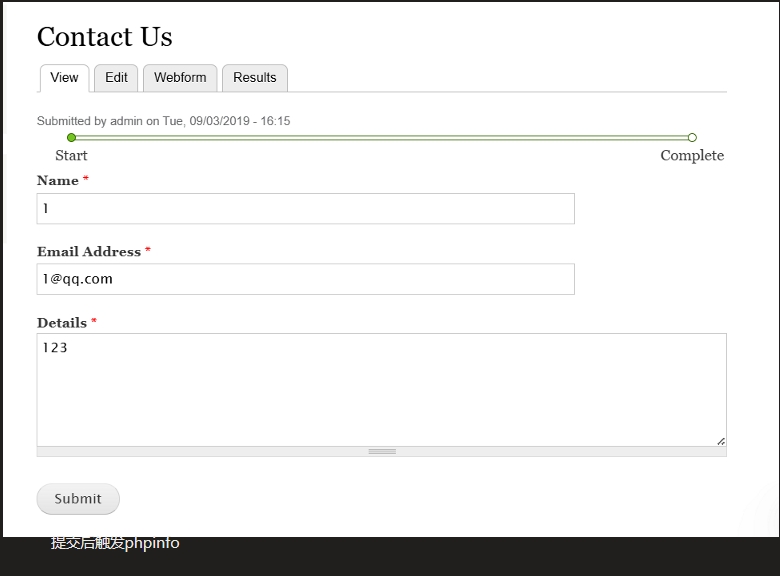 Contact Us
View Edit Webform Results
Submitted by admin on Tue, 09/03/2019 - 16:15
Start Complete
Name *
1
Email Address *
1@qq.com
Details *
123
Submit
提交后触发phpinfo